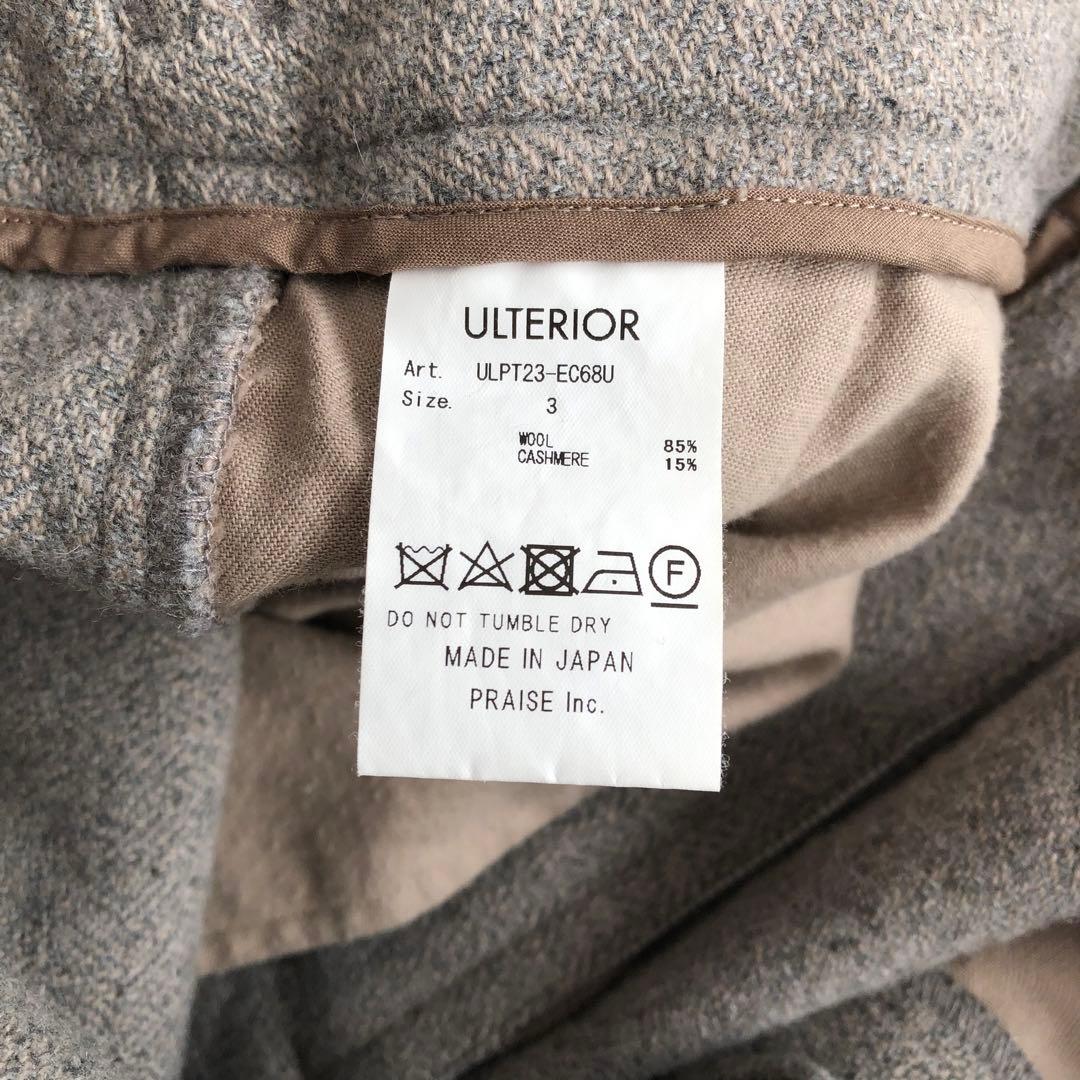 ULTERIOR
Art. ULPT23-EC68U
Size. 3
WOOL 85%
CASHMERE 15%
F
DO NOT TUMBLE DRY
MADE IN JAPAN
PRAISE Inc.